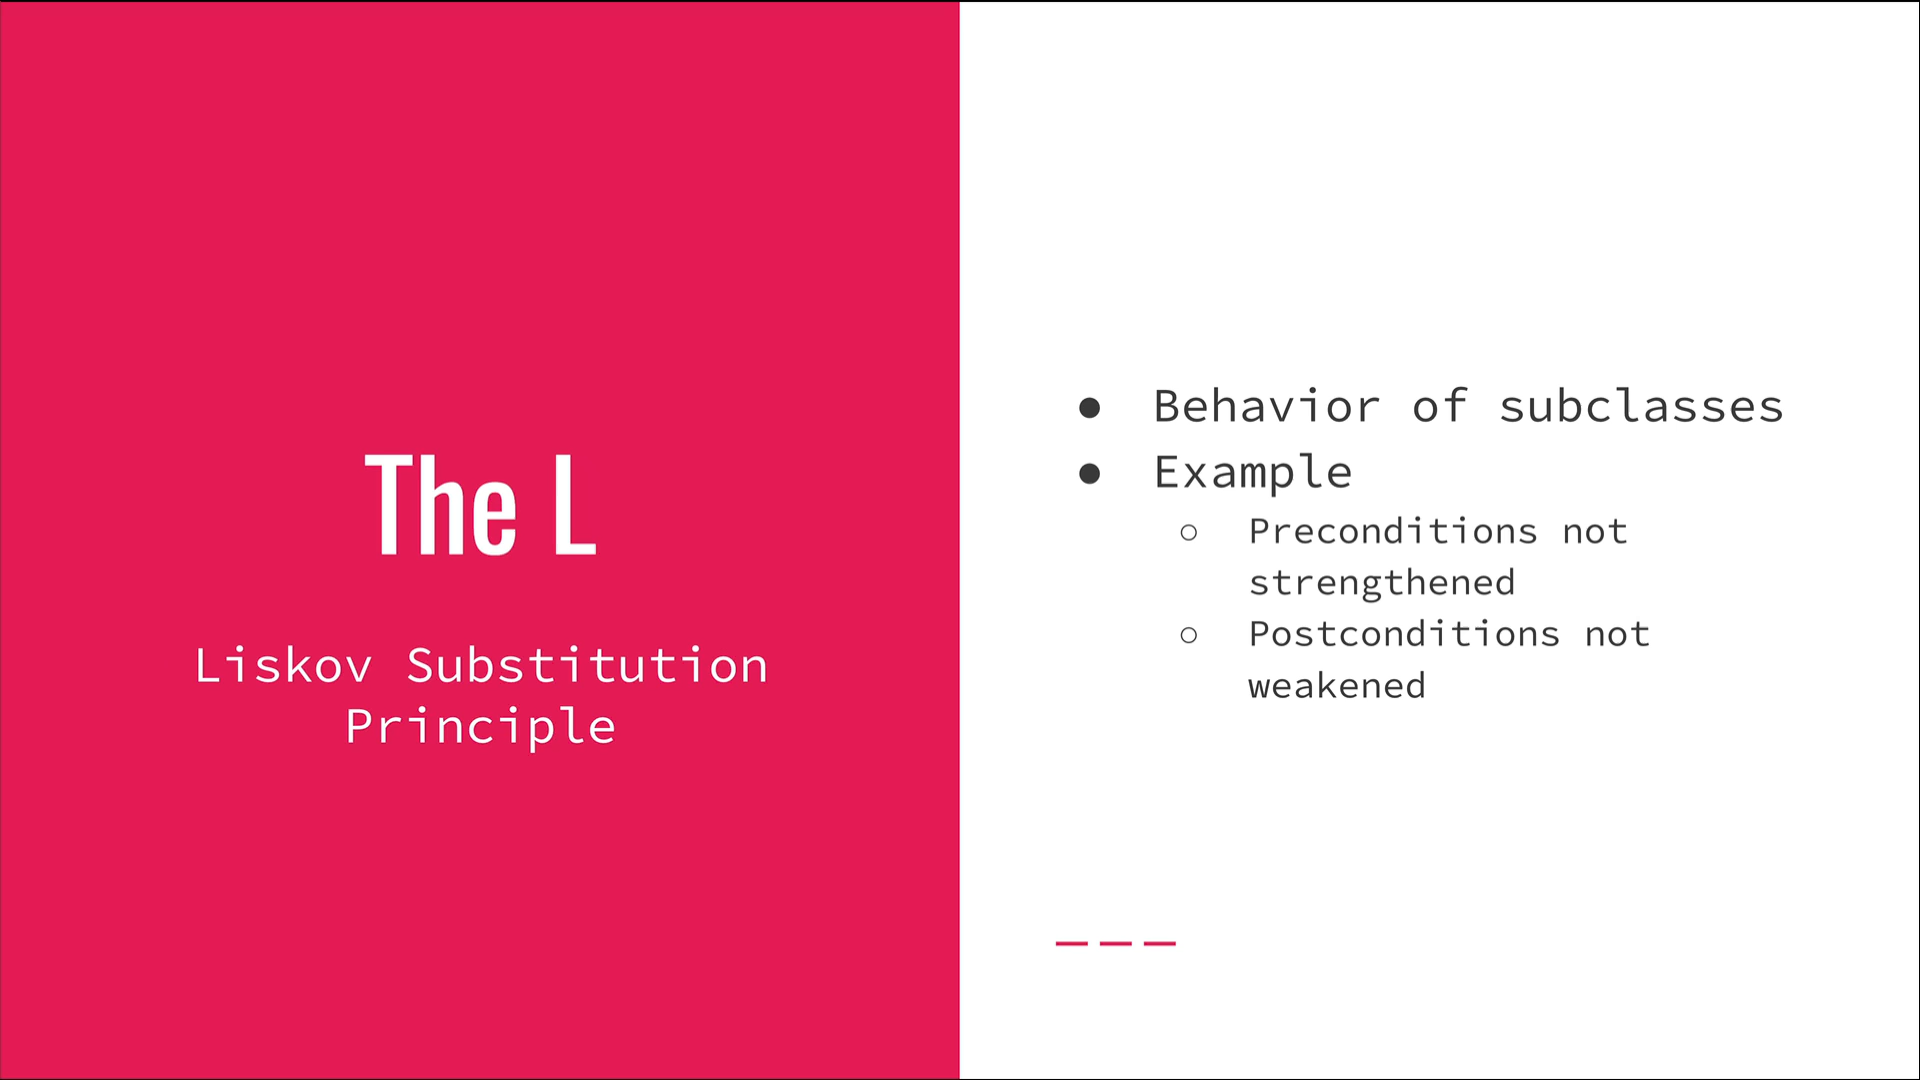 The L
Liskov Substitution
Principle
● Behavior of subclasses
● Example
○ Preconditions not
strengthened
○ Postconditions not
weakened